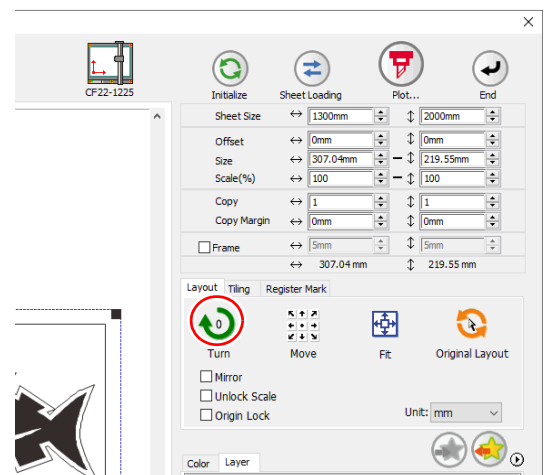 CF22-1225
Initialize Sheet Loading Plot... End
Sheet Size 1300mm 2000mm
Offset 0mm 0mm
Size 307.04mm 219.55mm
Scale(%) 100 100
Copy 1 1
Copy Margin 0mm 0mm
Frame 5mm 5mm
307.04 mm 219.55 mm
Layout Tiling Register Mark
0
Turn Move Fit Original Layout
Mirror
Unlock Scale
Origin Lock Unit: mm
Color Layer